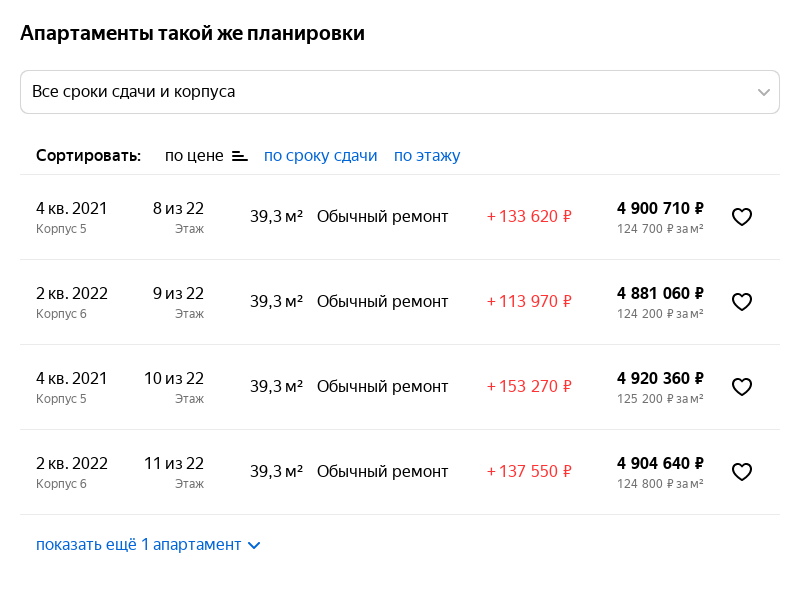 Апартаменты такой же планировки
Все сроки сдачи и корпуса
Сортировать: по цене по сроку сдачи по этажу
4 кв. 2021 8 из 22 39,3 м² Обычный ремонт + 133 620 ₽ 4 900 710 ₽
Корпус 5 Этаж 124 700 ₽ за м²
2 кв. 2022 9 из 22 39,3 м² Обычный ремонт + 113 970 ₽ 4 881 060 ₽
Корпус 6 Этаж 124 200 ₽ за м²
4 кв. 2021 10 из 22 39,3 м² Обычный ремонт + 153 270 ₽ 4 920 360 ₽
Корпус 5 Этаж 125 200 ₽ за м²
2 кв. 2022 11 из 22 39,3 м² Обычный ремонт + 137 550 ₽ 4 904 640 ₽
Корпус 6 Этаж 124 800 ₽ за м²
показать ещё 1 апартамент